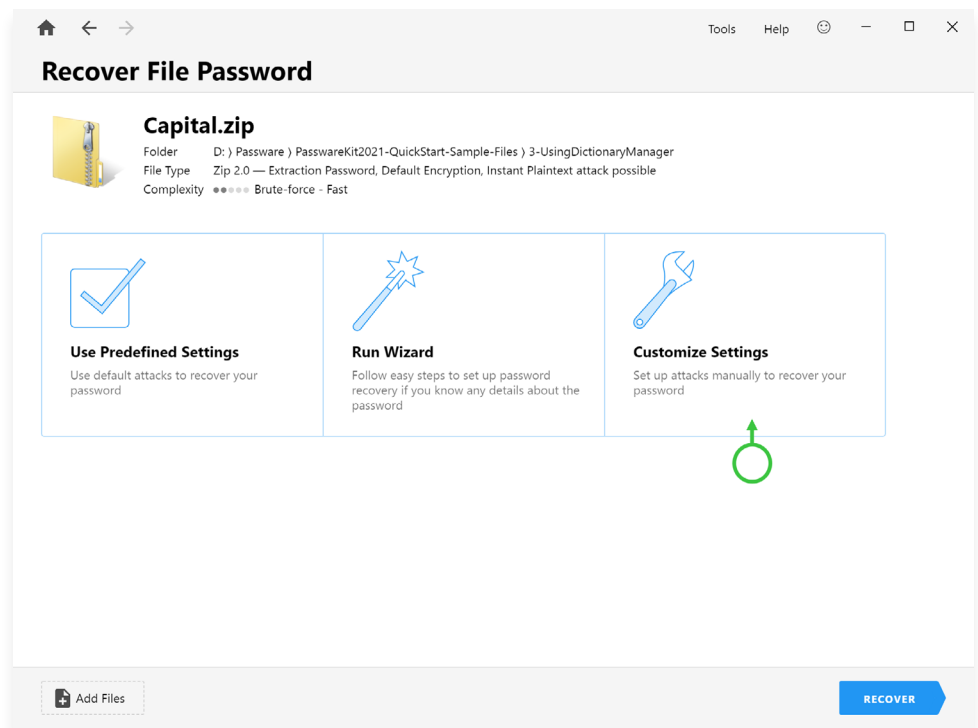 Tools Help
Recover File Password
Capital.zip
Folder D: ⟩ Passware ⟩ PasswareKit2021-QuickStart-Sample-Files ⟩ 3-UsingDictionaryManager
File Type Zip 2.0 — Extraction Password, Default Encryption, Instant Plaintext attack possible
Complexity Brute-force - Fast
Use Predefined Settings
Use default attacks to recover your
password
Run Wizard
Follow easy steps to set up password
recovery if you know any details about the
password
Customize Settings
Set up attacks manually to recover your
password
Add Files
RECOVER